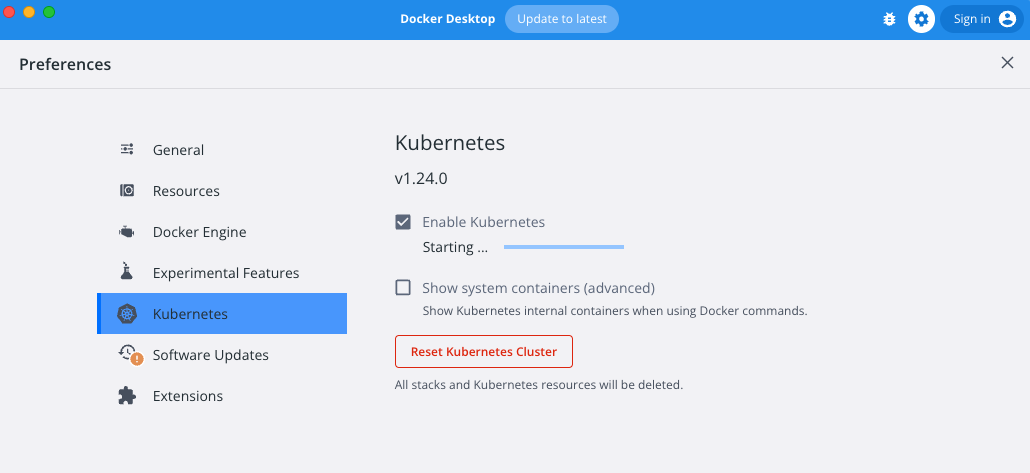 Docker Desktop Update to latest Sign in
Preferences
General
Resources
Docker Engine
Experimental Features
Kubernetes
Software Updates
Extensions
Kubernetes
v1.24.0
Enable Kubernetes
Starting ...
Show system containers (advanced)
Show Kubernetes internal containers when using Docker commands.
Reset Kubernetes Cluster
All stacks and Kubernetes resources will be deleted.